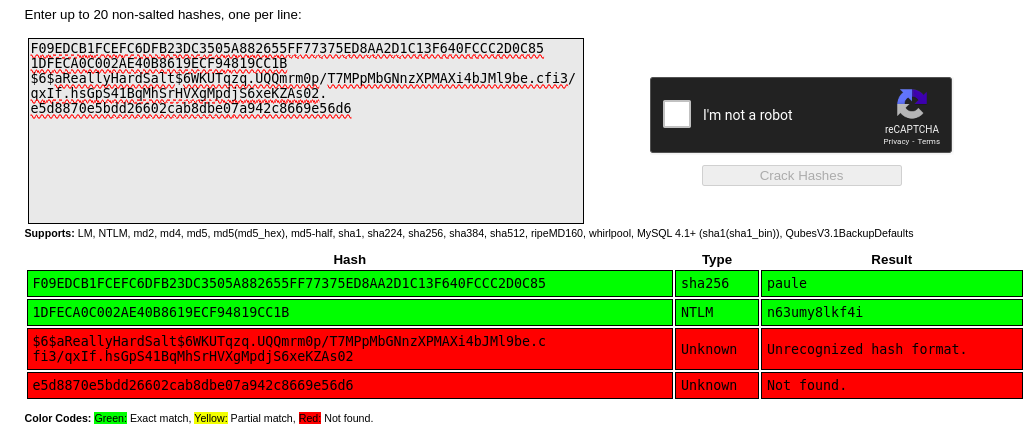 Enter up to 20 non-salted hashes, one per line:
F09EDCB1FCEFC6DFB23DC3505A882655FF77375ED8AA2D1C13F640FCCC2D0C85
1DFECA0C002AE40B8619ECF94819CC1B
$6$aReallyHardSalt$6WKUTqzq.UQQmrm0p/T7MPpMbGNnzXPMAXi4bJMl9be.cfi3/
qxIf.hsGpS41BqMhSrHVXgMpdjS6xeKZAs02.
e5d8870e5bdd26602cab8dbe07a942c8669e56d6
I'm not a robot
reCAPTCHA
Privacy - Terms
Crack Hashes
Supports: LM, NTLM, md2, md4, md5, md5(md5_hex), md5-half, sha1, sha224, sha256, sha384, sha512, ripeMD160, whirlpool, MySQL 4.1+ (sha1(sha1_bin)), QubesV3.1BackupDefaults
Hash Type Result
F09EDCB1FCEFC6DFB23DC3505A882655FF77375ED8AA2D1C13F640FCCC2D0C85 sha256 paule
1DFECA0C002AE40B8619ECF94819CC1B NTLM n63umy8lkf4i
$6$aReallyHardSalt$6WKUTqzq.UQQmrm0p/T7MPpMbGNnzXPMAXi4bJMl9be.c
fi3/qxIf.hsGpS41BqMhSrHVXgMpdjS6xeKZAs02 Unknown Unrecognized hash format.
e5d8870e5bdd26602cab8dbe07a942c8669e56d6 Unknown Not found.
Color Codes: Green: Exact match, Yellow: Partial match, Red: Not found.